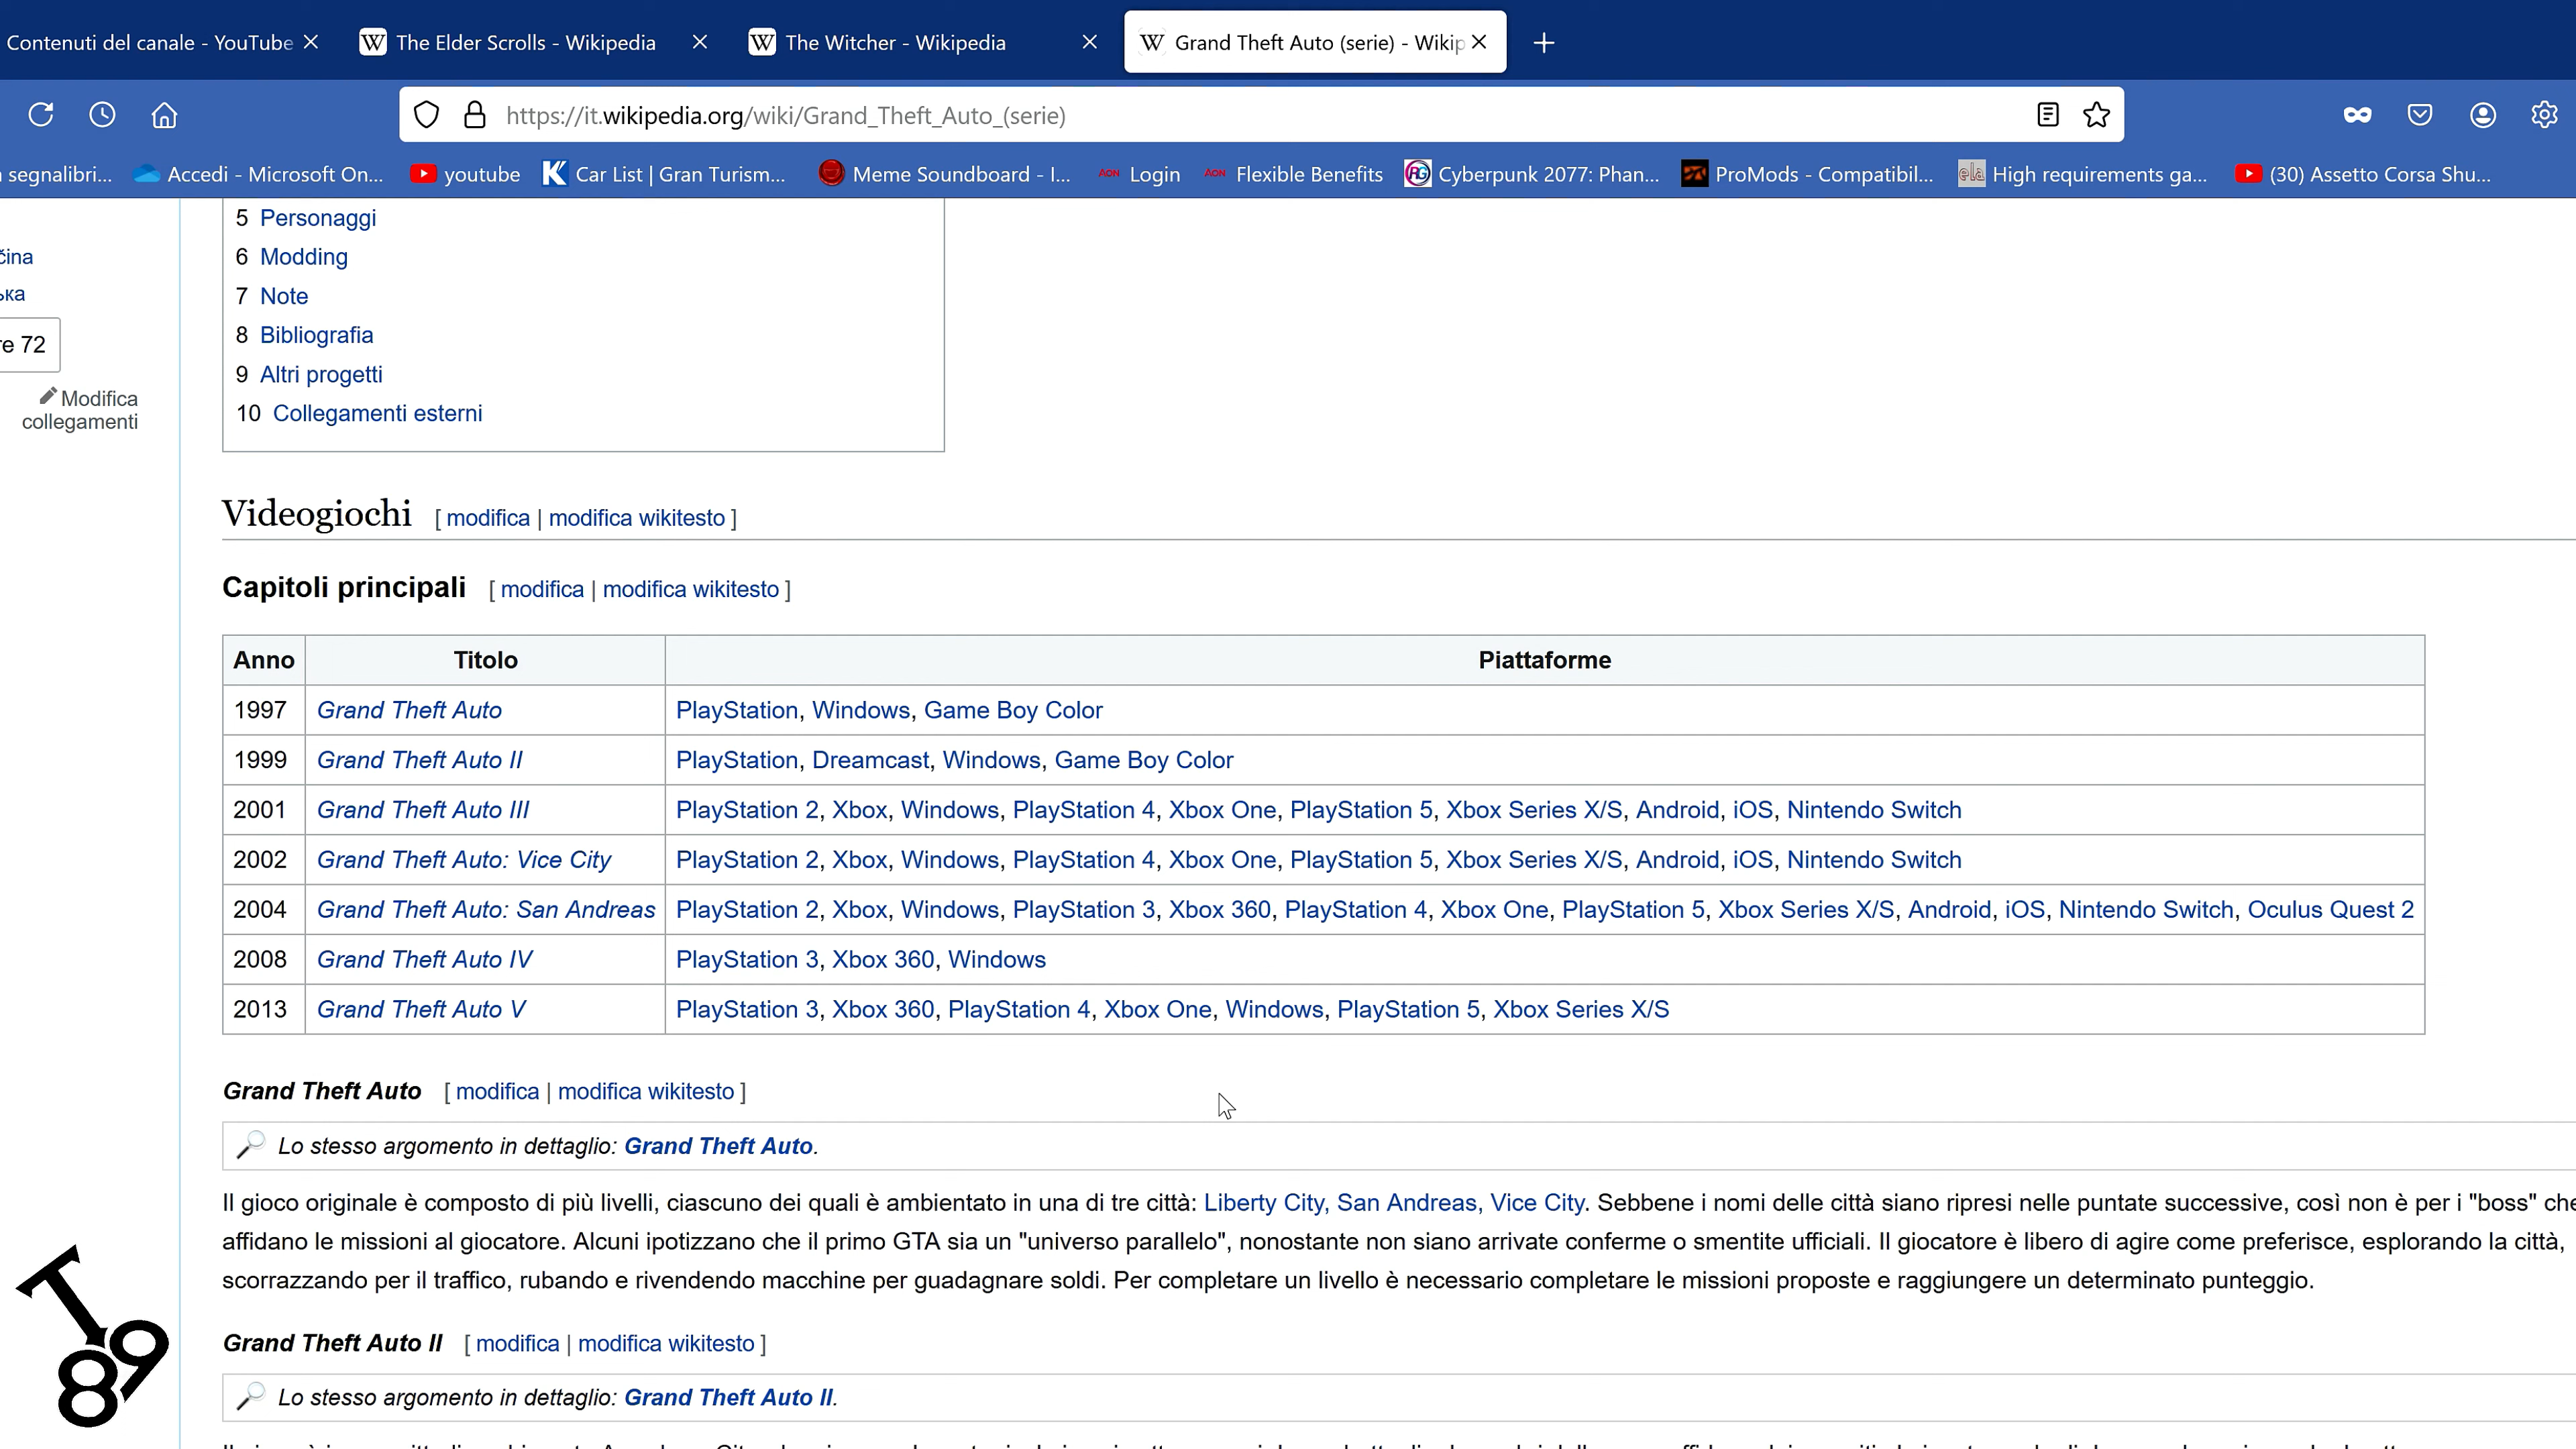 Contenuti del canale - YouTube
The Elder Scrolls - Wikipedia
The Witcher - Wikipedia
Grand Theft Auto (serie) - Wikip
https://it.wikipedia.org/wiki/Grand_Theft_Auto_(serie)
segnalibri...
Accedi - Microsoft On...
youtube
Car List | Gran Turism...
Meme Soundboard - I...
AON Login
AON Flexible Benefits
Cyberpunk 2077: Phan...
ProMods - Compatibil...
ela High requirements ga...
(30) Assetto Corsa Shu...
čina
ька
re 72
Modifica
collegamenti
5 Personaggi
6 Modding
7 Note
8 Bibliografia
9 Altri progetti
10 Collegamenti esterni
Videogiochi [ modifica | modifica wikitesto ]
Capitoli principali [ modifica | modifica wikitesto ]
Anno Titolo Piattaforme
1997 Grand Theft Auto PlayStation, Windows, Game Boy Color
1999 Grand Theft Auto II PlayStation, Dreamcast, Windows, Game Boy Color
2001 Grand Theft Auto III PlayStation 2, Xbox, Windows, PlayStation 4, Xbox One, PlayStation 5, Xbox Series X/S, Android, iOS, Nintendo Switch
2002 Grand Theft Auto: Vice City PlayStation 2, Xbox, Windows, PlayStation 4, Xbox One, PlayStation 5, Xbox Series X/S, Android, iOS, Nintendo Switch
2004 Grand Theft Auto: San Andreas PlayStation 2, Xbox, Windows, PlayStation 3, Xbox 360, PlayStation 4, Xbox One, PlayStation 5, Xbox Series X/S, Android, iOS, Nintendo Switch, Oculus Quest 2
2008 Grand Theft Auto IV PlayStation 3, Xbox 360, Windows
2013 Grand Theft Auto V PlayStation 3, Xbox 360, PlayStation 4, Xbox One, Windows, PlayStation 5, Xbox Series X/S
Grand Theft Auto [ modifica | modifica wikitesto ]
Lo stesso argomento in dettaglio: Grand Theft Auto.
Il gioco originale è composto di più livelli, ciascuno dei quali è ambientato in una di tre città: Liberty City, San Andreas, Vice City. Sebbene i nomi delle città siano ripresi nelle puntate successive, così non è per i "boss" che
affidano le missioni al giocatore. Alcuni ipotizzano che il primo GTA sia un "universo parallelo", nonostante non siano arrivate conferme o smentite ufficiali. Il giocatore è libero di agire come preferisce, esplorando la città,
scorrazzando per il traffico, rubando e rivendendo macchine per guadagnare soldi. Per completare un livello è necessario completare le missioni proposte e raggiungere un determinato punteggio.
Grand Theft Auto II [ modifica | modifica wikitesto ]
Lo stesso argomento in dettaglio: Grand Theft Auto II.
T89